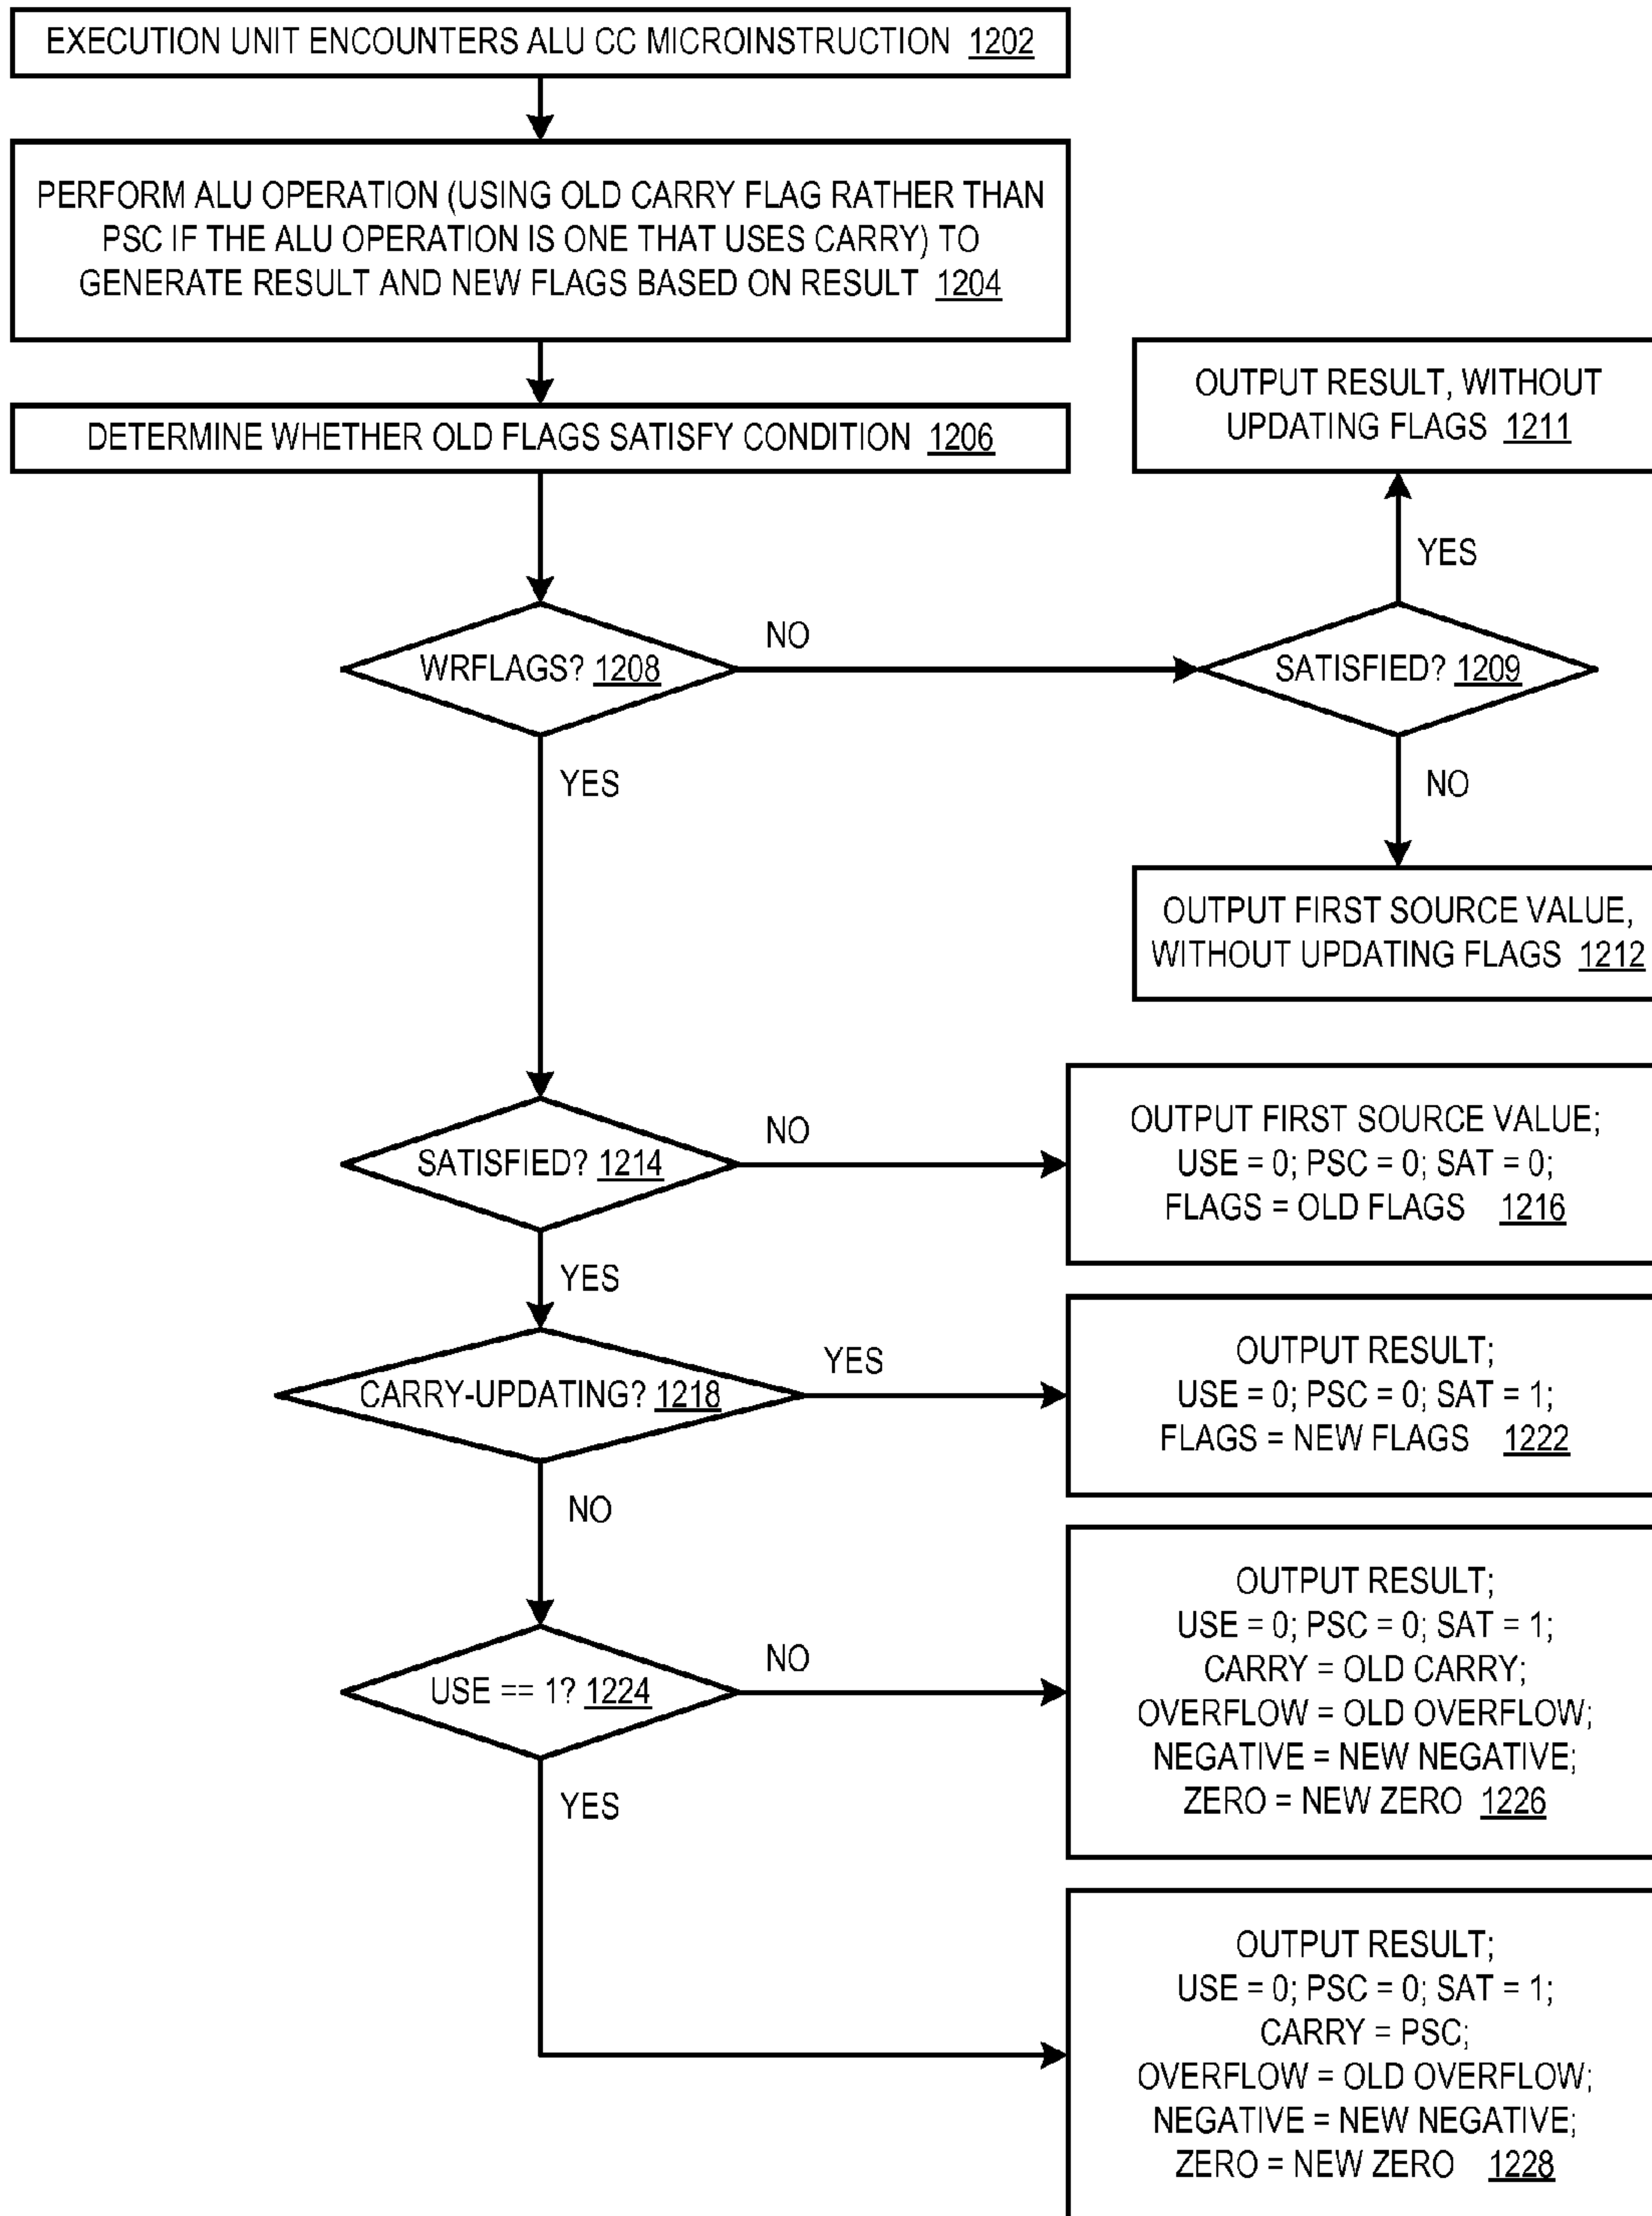 EXECUTION UNIT ENCOUNTERS ALU CC MICROINSTRUCTION 1202
PERFORM ALU OPERATION (USING OLD CARRY FLAG RATHER THAN
PSC IF THE ALU OPERATION IS ONE THAT USES CARRY) TO
GENERATE RESULT AND NEW FLAGS BASED ON RESULT 1204
DETERMINE WHETHER OLD FLAGS SATISFY CONDITION 1206
OUTPUT RESULT, WITHOUT
UPDATING FLAGS 1211
YES
WRFLAGS? 1208
NO
SATISFIED? 1209
YES
NO
OUTPUT FIRST SOURCE VALUE,
WITHOUT UPDATING FLAGS 1212
SATISFIED? 1214
NO
OUTPUT FIRST SOURCE VALUE;
USE = 0; PSC = 0; SAT = 0;
FLAGS = OLD FLAGS 1216
YES
CARRY-UPDATING? 1218
YES
OUTPUT RESULT;
USE = 0; PSC = 0; SAT = 1;
FLAGS = NEW FLAGS 1222
NO
USE == 1? 1224
NO
OUTPUT RESULT;
USE = 0; PSC = 0; SAT = 1;
CARRY = OLD CARRY;
OVERFLOW = OLD OVERFLOW;
NEGATIVE = NEW NEGATIVE;
ZERO = NEW ZERO 1226
YES
OUTPUT RESULT;
USE = 0; PSC = 0; SAT = 1;
CARRY = PSC;
OVERFLOW = OLD OVERFLOW;
NEGATIVE = NEW NEGATIVE;
ZERO = NEW ZERO 1228